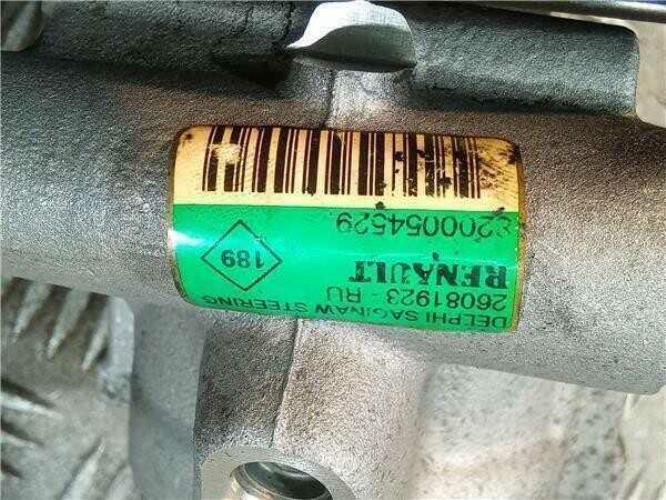 DELPHI SAGINAW STEERING
26081923 - RU
RENAULT
189
8200054529